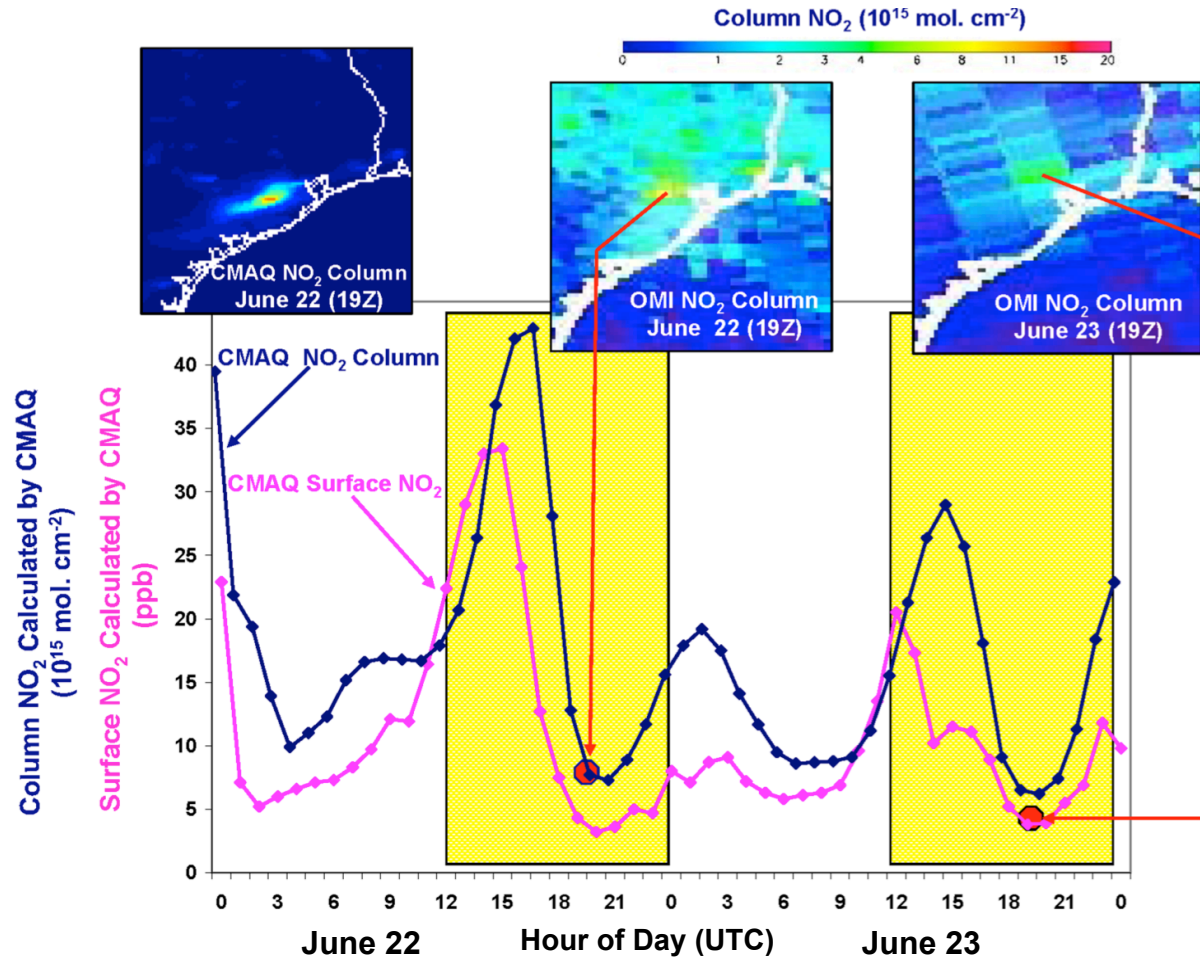 Column NO₂ (10¹⁵ mol. cm⁻²)
0 1 2 3 4 6 8 11 15 20
CMAQ NO₂ Column
June 22 (19Z)
OMI NO₂ Column
June 22 (19Z)
OMI NO₂ Column
June 23 (19Z)
Column NO₂ Calculated by CMAQ
(10¹⁵ mol. cm⁻²)
Surface NO₂ Calculated by CMAQ
(ppb)
40
35
30
25
20
15
10
5
0
CMAQ NO₂ Column
CMAQ Surface NO₂
0 3 6 9 12 15 18 21 0 3 6 9 12 15 18 21 0
June 22 Hour of Day (UTC) June 23